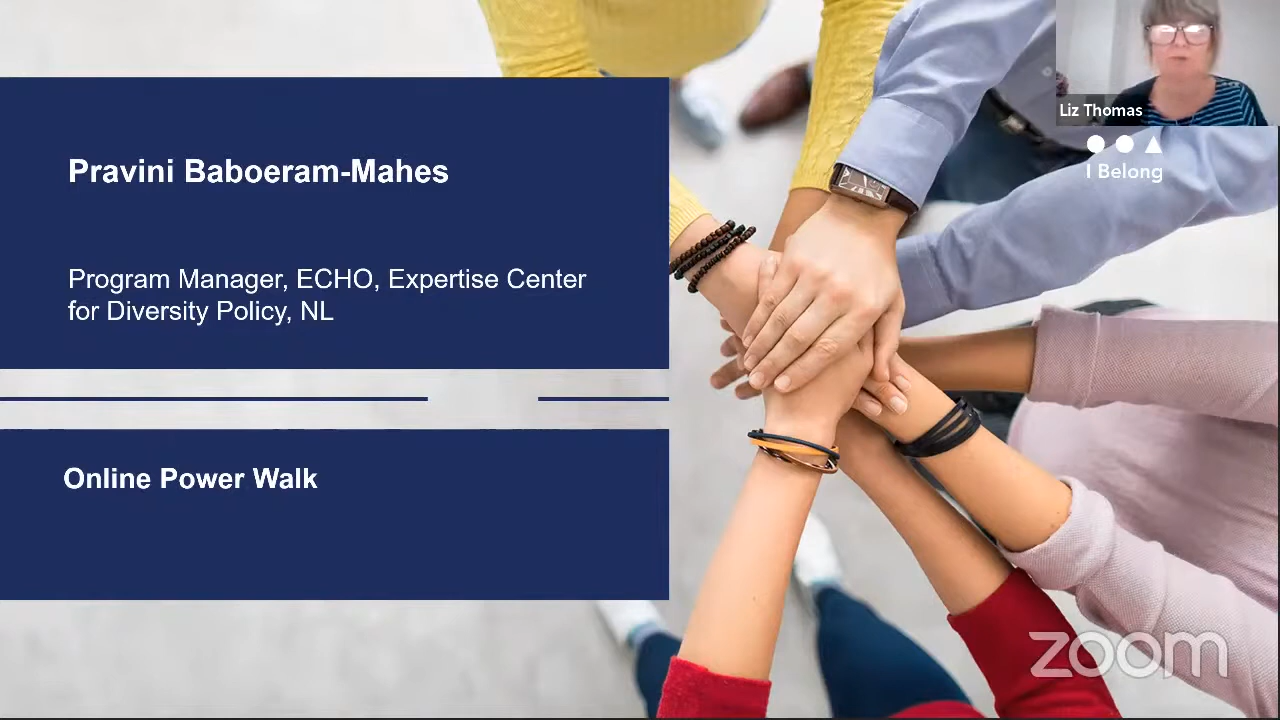 Liz Thomas
I Belong
Pravini Baboeram-Mahes
Program Manager, ECHO, Expertise Center
for Diversity Policy, NL
Online Power Walk
zoom